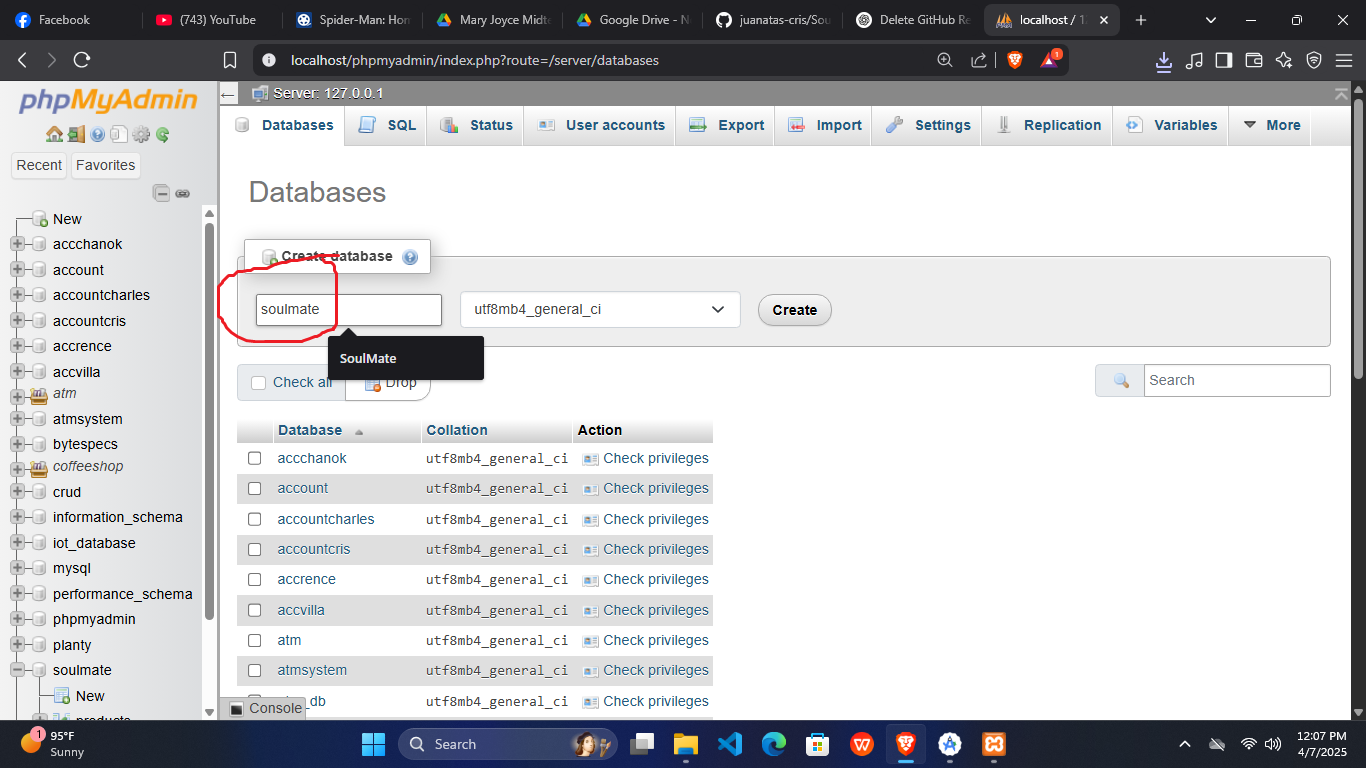 Facebook
(743) YouTube
Spider-Man: Hom
Mary Joyce Midte
Google Drive - N
juanatas-cris/Sou
Delete GitHub Re
localhost / 12
localhost/phpmyadmin/index.php?route=/server/databases
1
phpMyAdmin
Recent
Favorites
New
accchanok
account
accountcharles
accountcris
accrence
accvilla
atm
atmsystem
bytespecs
coffeeshop
crud
information_schema
iot_database
mysql
performance_schema
phpmyadmin
planty
soulmate
New
products
Server: 127.0.0.1
Databases
SQL
Status
User accounts
Export
Import
Settings
Replication
Variables
More
Databases
Create database
soulmate
utf8mb4_general_ci
Create
SoulMate
Check all
Drop
Search
Database Collation Action
accchanok utf8mb4_general_ci Check privileges
account utf8mb4_general_ci Check privileges
accountcharles utf8mb4_general_ci Check privileges
accountcris utf8mb4_general_ci Check privileges
accrence utf8mb4_general_ci Check privileges
accvilla utf8mb4_general_ci Check privileges
atm utf8mb4_general_ci Check privileges
atmsystem utf8mb4_general_ci Check privileges
_db utf8mb4_general_ci Check privileges
Console
1
95°F
Sunny
Search
12:07 PM
4/7/2025